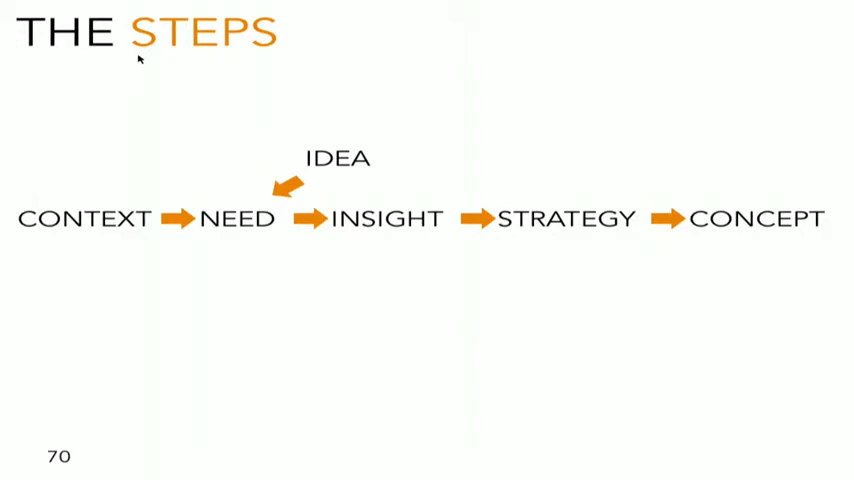 THE STEPS
IDEA
CONTEXT NEED INSIGHT STRATEGY CONCEPT
70